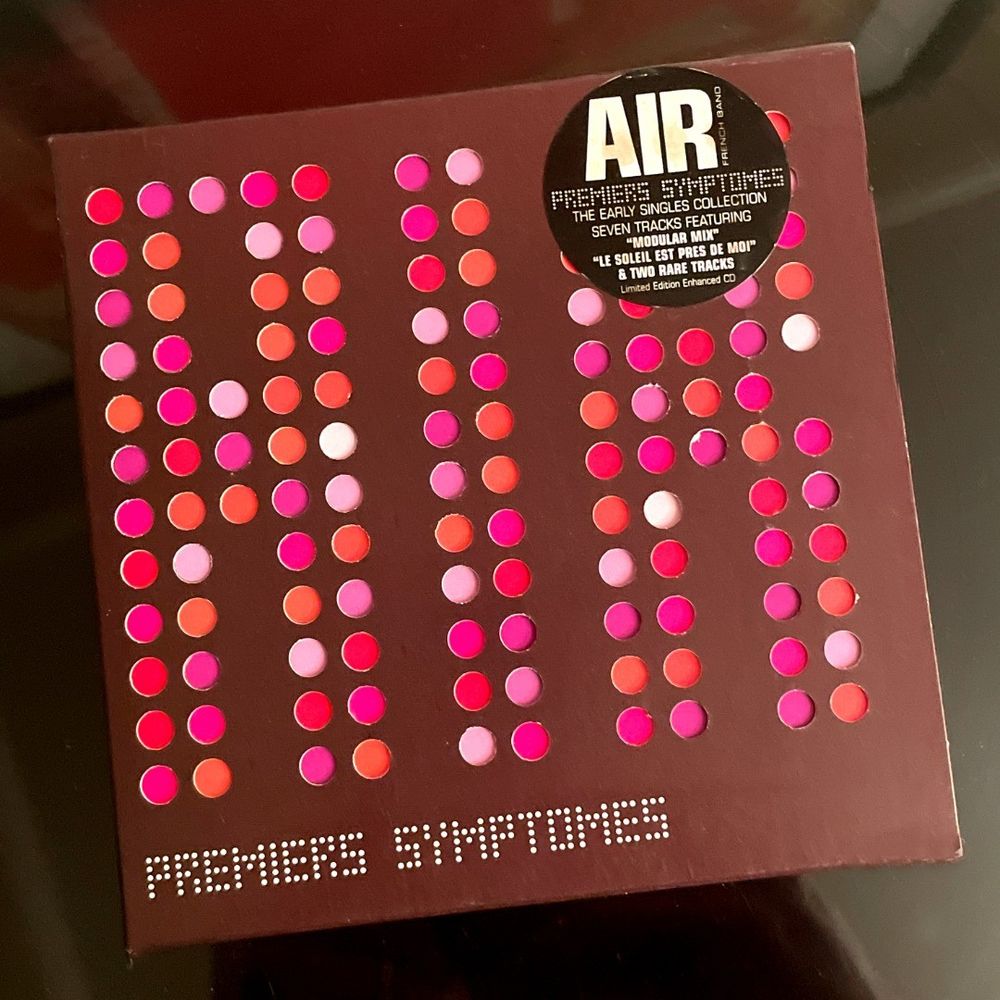 AIR
FRENCH BAND
PREMIERS SYMPTOMES
THE EARLY SINGLES COLLECTION
SEVEN TRACKS FEATURING
"MODULAR MIX"
"LE SOLEIL EST PRES DE MOI"
& TWO RARE TRACKS
Limited Edition Enhanced CD
AIR
PREMIERS SYMPTOMES